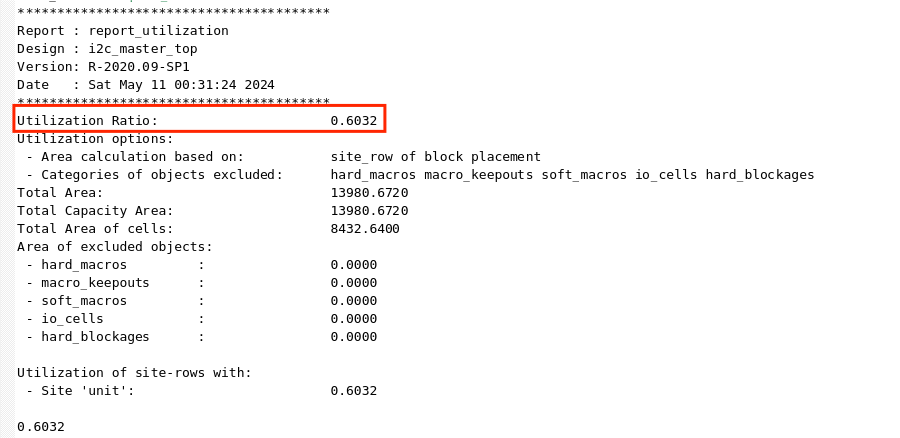 ****************************************
Report : report_utilization
Design : i2c_master_top
Version: R-2020.09-SP1
Date   : Sat May 11 00:31:24 2024
****************************************
Utilization Ratio:                      0.6032
Utilization options:
 - Area calculation based on:           site_row of block placement
 - Categories of objects excluded:      hard_macros macro_keepouts soft_macros io_cells hard_blockages
Total Area:                             13980.6720
Total Capacity Area:                    13980.6720
Total Area of cells:                    8432.6400
Area of excluded objects:
 - hard_macros         :                0.0000
 - macro_keepouts      :                0.0000
 - soft_macros         :                0.0000
 - io_cells            :                0.0000
 - hard_blockages      :                0.0000
Utilization of site-rows with:
 - Site 'unit':                         0.6032
0.6032